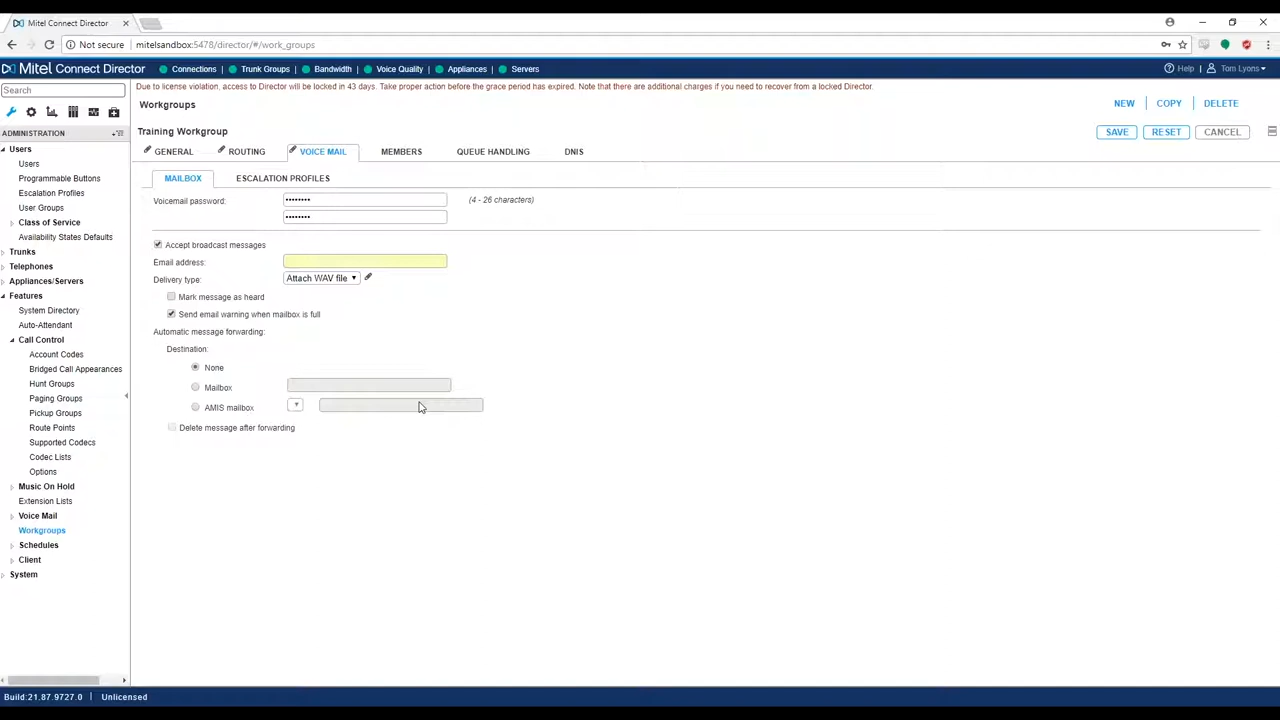 Mitel Connect Director
Not secure | mitelsandbox:5478/director/#/work_groups
Mitel Connect Director Connections Trunk Groups Bandwidth Voice Quality Appliances Servers Help Tom Lyons
Search
Due to license violation, access to Director will be locked in 43 days. Take proper action before the grace period has expired. Note that there are additional charges if you need to recover from a locked Director.
Workgroups
NEW COPY DELETE
Training Workgroup
SAVE RESET CANCEL
GENERAL ROUTING VOICE MAIL MEMBERS QUEUE HANDLING DNIS
MAILBOX ESCALATION PROFILES
Voicemail password: •••••••• (4 - 26 characters)
••••••••
Accept broadcast messages
Email address:
Delivery type: Attach WAV file
Mark message as heard
Send email warning when mailbox is full
Automatic message forwarding:
Destination:
None
Mailbox
AMIS mailbox
Delete message after forwarding
ADMINISTRATION
Users
Users
Programmable Buttons
Escalation Profiles
User Groups
Class of Service
Availability States Defaults
Trunks
Telephones
Appliances/Servers
Features
System Directory
Auto-Attendant
Call Control
Account Codes
Bridged Call Appearances
Hunt Groups
Paging Groups
Pickup Groups
Route Points
Supported Codecs
Codec Lists
Options
Music On Hold
Extension Lists
Voice Mail
Workgroups
Schedules
Client
System
Build:21.87.9727.0 | Unlicensed